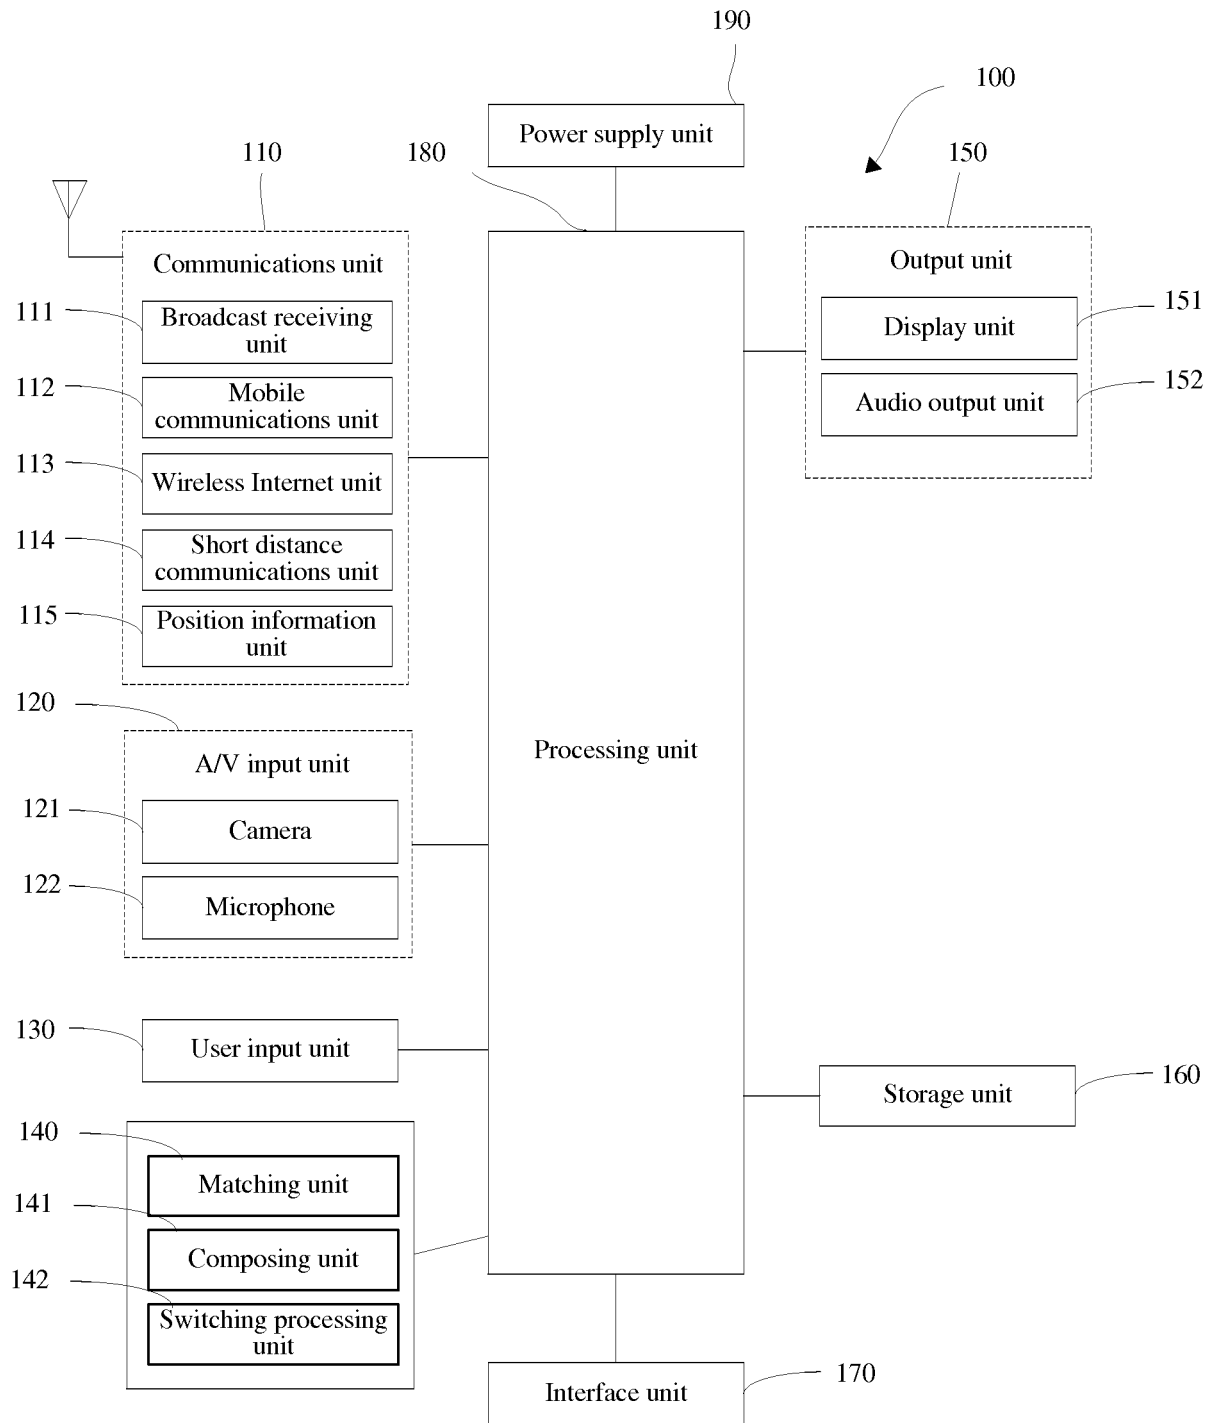 190
100
Power supply unit
110
180
150
Communications unit
Output unit
111
Broadcast receiving
unit
151
Display unit
112
Mobile
communications unit
152
Audio output unit
113
Wireless Internet unit
114
Short distance
communications unit
115
Position information
unit
120
A/V input unit
Processing unit
121
Camera
122
Microphone
130
User input unit
160
Storage unit
140
Matching unit
141
Composing unit
142
Switching processing
unit
Interface unit
170